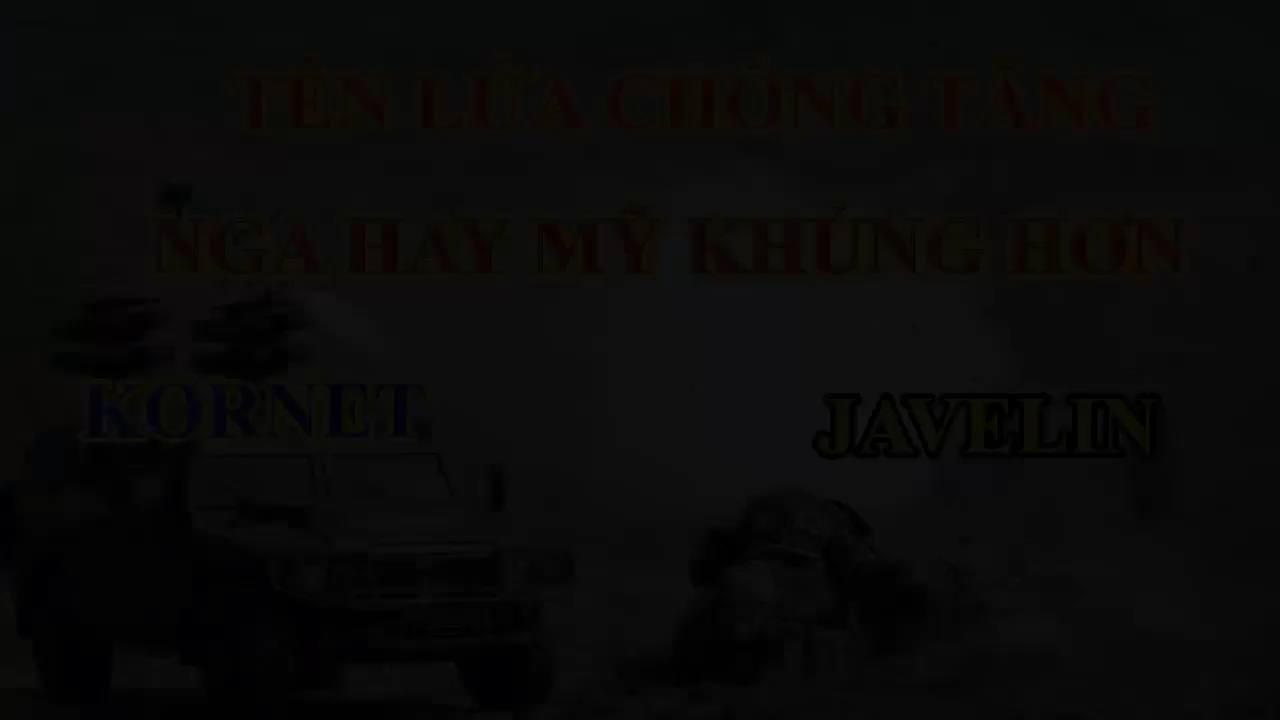 TÊN LỬA CHỐNG TĂNG
NGA HAY MỸ KHỦNG HƠN
KORNET
JAVELIN